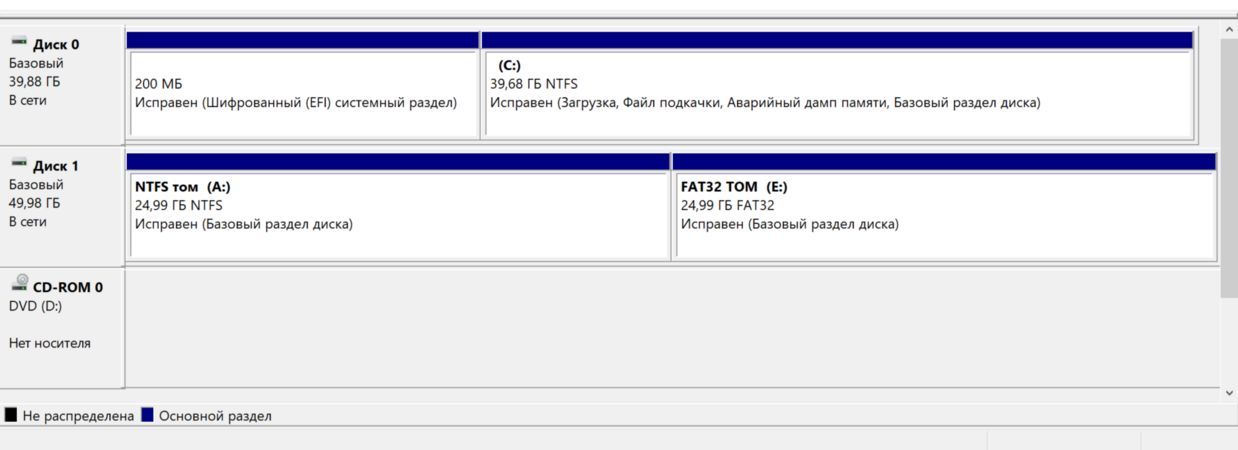 Диск 0
Базовый
39,88 ГБ
В сети
200 МБ
Исправен (Шифрованный (EFI) системный раздел)
(C:)
39,68 ГБ NTFS
Исправен (Загрузка, Файл подкачки, Аварийный дамп памяти, Базовый раздел диска)
Диск 1
Базовый
49,98 ГБ
В сети
NTFS том (A:)
24,99 ГБ NTFS
Исправен (Базовый раздел диска)
FAT32 ТОМ (E:)
24,99 ГБ FAT32
Исправен (Базовый раздел диска)
CD-ROM 0
DVD (D:)
Нет носителя
Не распределена Основной раздел